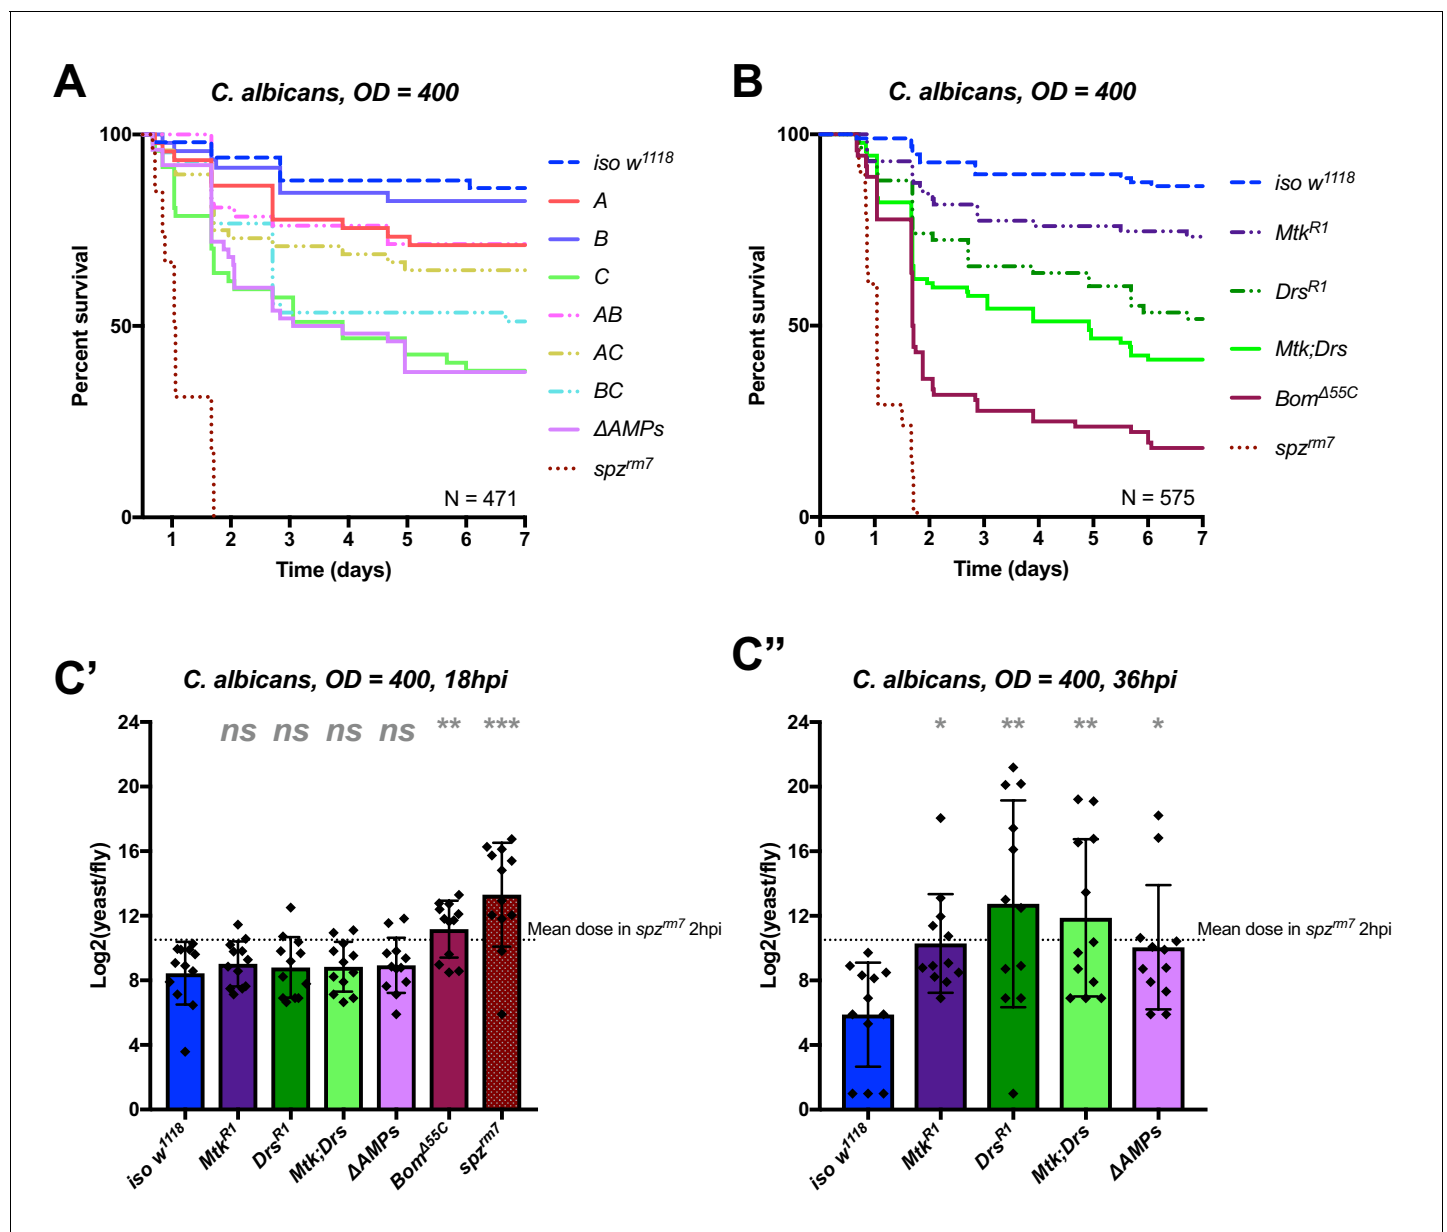 A
C. albicans, OD = 400
Percent survival
100
50
0
1 2 3 4 5 6 7
Time (days)
N = 471
iso w1118
A
B
C
AB
AC
BC
ΔAMPs
spzrm7
B
C. albicans, OD = 400
Percent survival
100
50
0
0 1 2 3 4 5 6 7
Time (days)
N = 575
iso w1118
MtkR1
DrsR1
Mtk;Drs
BomΔ55C
spzrm7
C'
C. albicans, OD = 400, 18hpi
Log2(yeast/fly)
24
20
16
12
8
4
0
ns ns ns ns ** ***
Mean dose in spzrm7 2hpi
iso w1118
MtkR1
DrsR1
Mtk;Drs
ΔAMPs
BomΔ55C
spzrm7
C"
C. albicans, OD = 400, 36hpi
Log2(yeast/fly)
24
20
16
12
8
4
0
* ** ** *
Mean dose in spzrm7 2hpi
iso w1118
MtkR1
DrsR1
Mtk;Drs
ΔAMPs